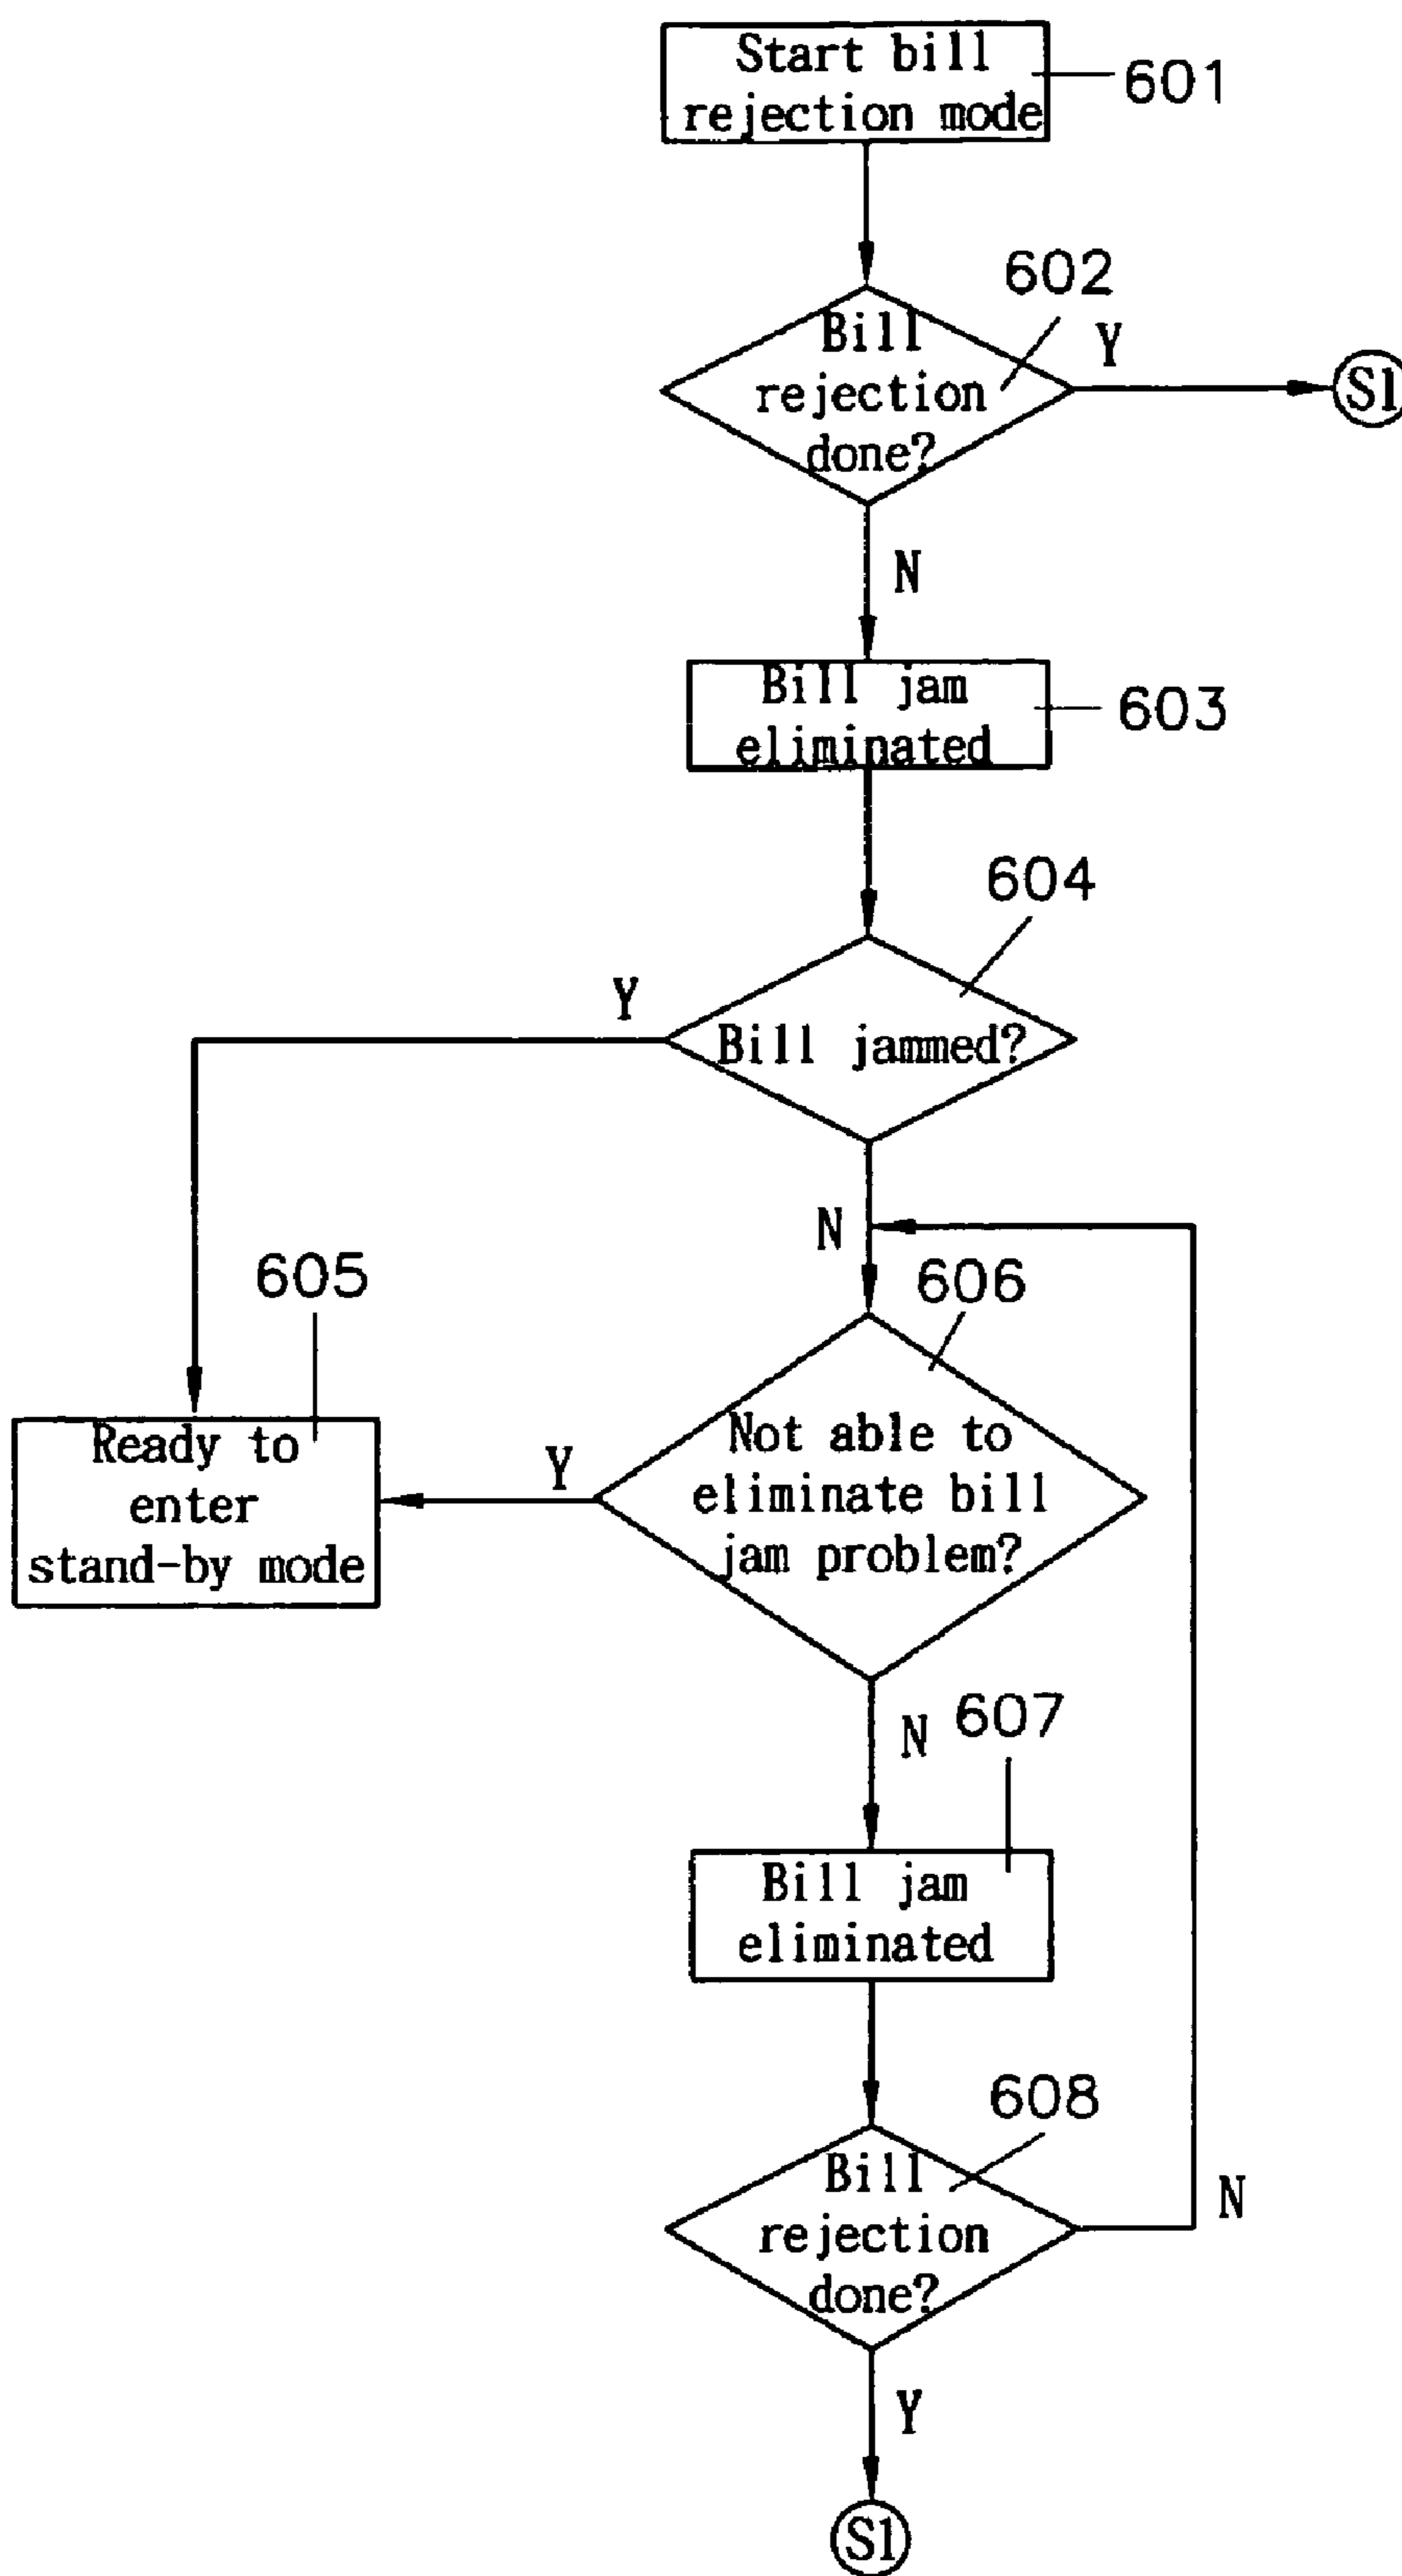 Start bill
rejection mode
601
602
Bill
rejection
done?
Y
S1
N
Bill jam
eliminated
603
604
Y
Bill jammed?
N
605
606
Ready to
enter
stand-by mode
Y
Not able to
eliminate bill
jam problem?
N
607
Bill jam
eliminated
608
Bill
rejection
done?
N
Y
S1